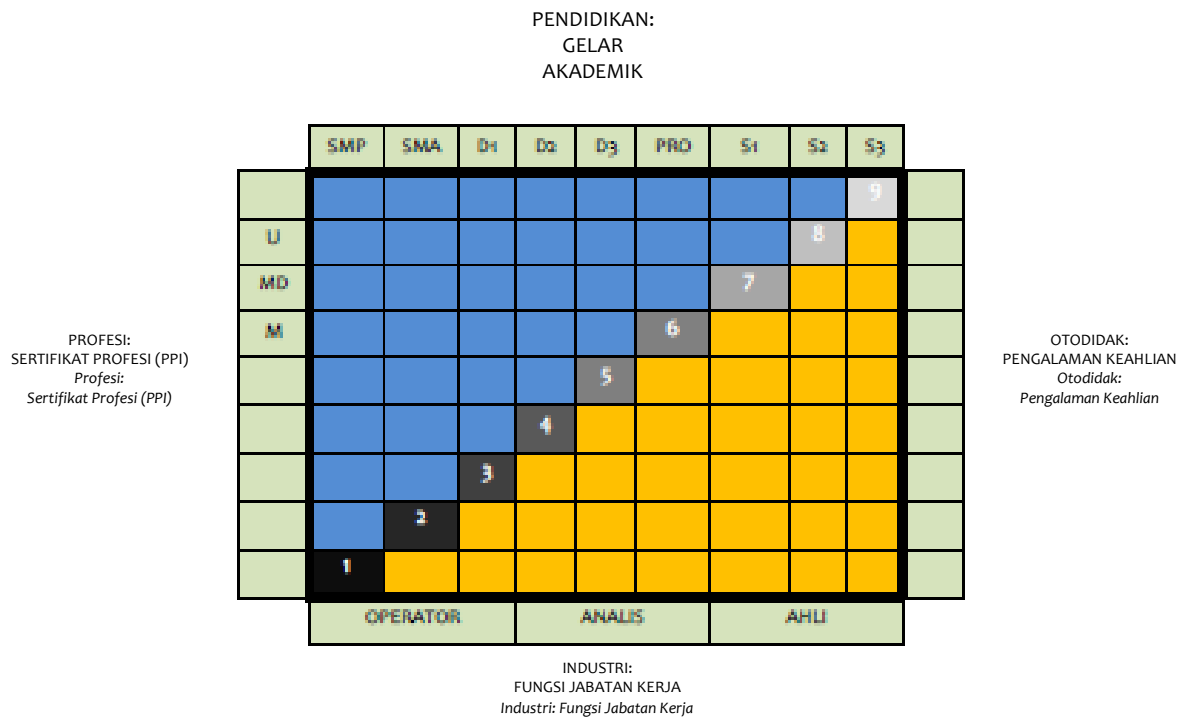 PENDIDIKAN:
GELAR
AKADEMIK
SMP SMA D1 D2 D3 PRO S1 S2 S3
9
U 8
MD 7
M 6
5
4
3
2
1
PROFESI:
SERTIFIKAT PROFESI (PPI)
Profesi:
Sertifikat Profesi (PPI)
OTODIDAK:
PENGALAMAN KEAHLIAN
Otodidak:
Pengalaman Keahlian
OPERATOR ANALIS AHLI
INDUSTRI:
FUNGSI JABATAN KERJA
Industri: Fungsi Jabatan Kerja